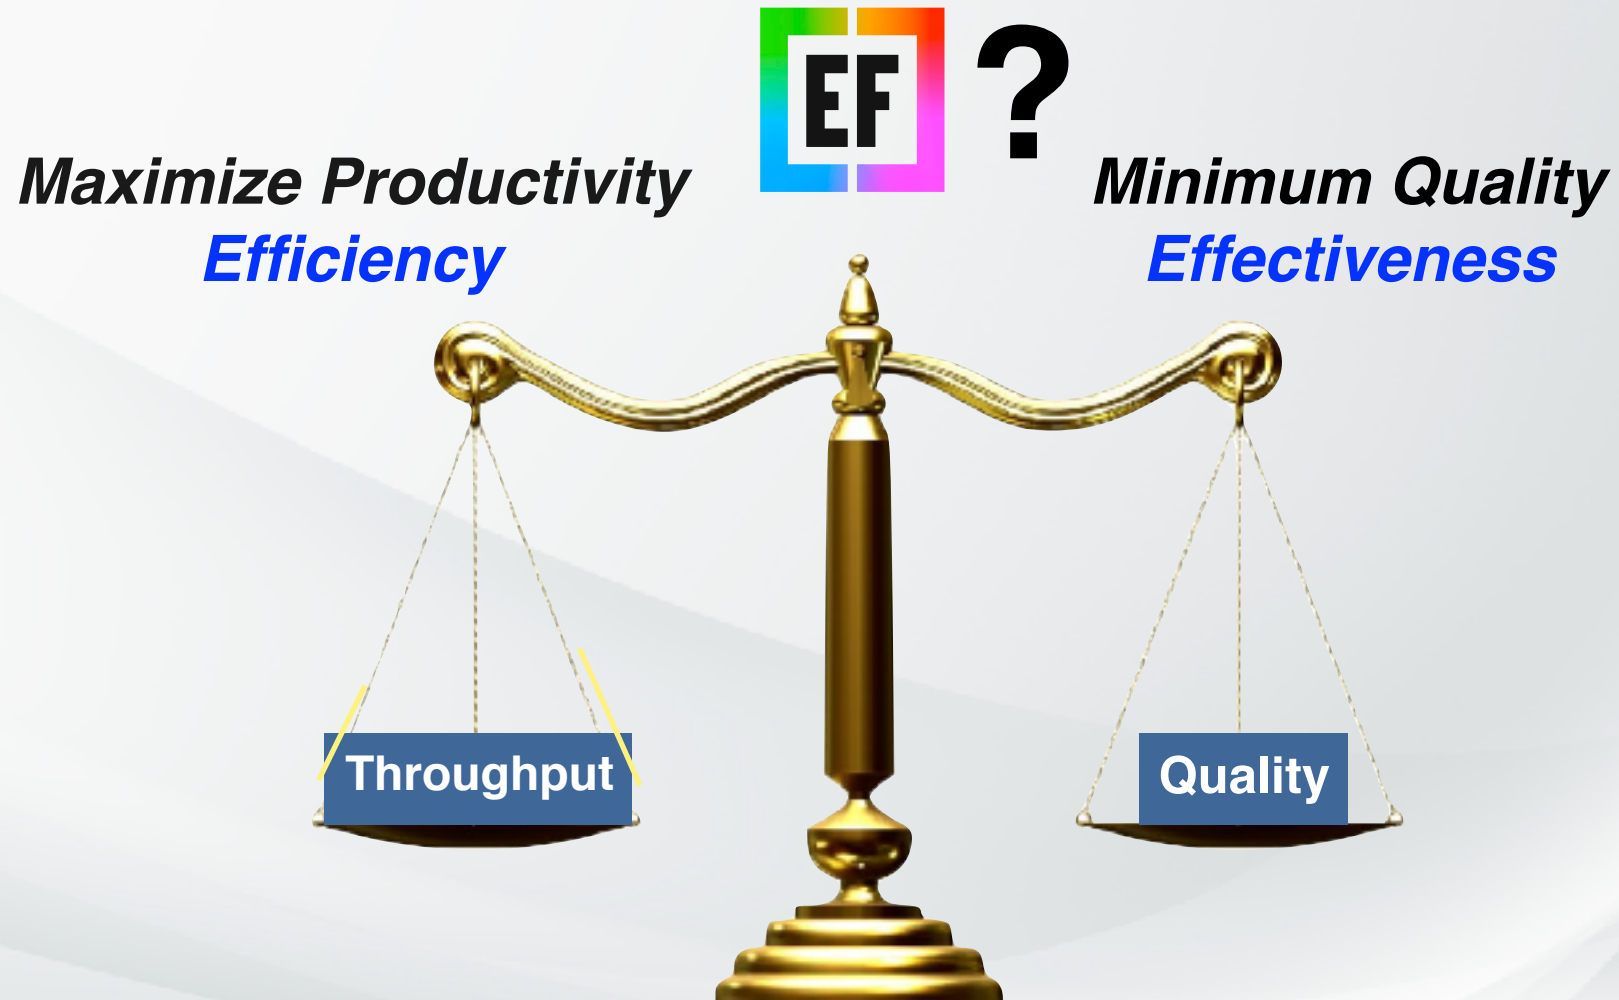 EF ?
Maximize Productivity
Efficiency
Minimum Quality
Effectiveness
Throughput
Quality